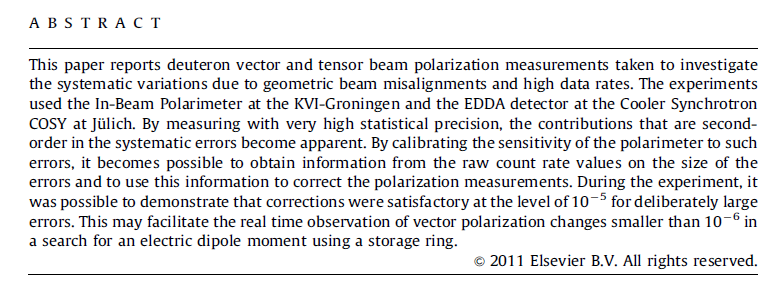 A B S T R A C T
This paper reports deuteron vector and tensor beam polarization measurements taken to investigate
the systematic variations due to geometric beam misalignments and high data rates. The experiments
used the In-Beam Polarimeter at the KVI-Groningen and the EDDA detector at the Cooler Synchrotron
COSY at Jülich. By measuring with very high statistical precision, the contributions that are second-
order in the systematic errors become apparent. By calibrating the sensitivity of the polarimeter to such
errors, it becomes possible to obtain information from the raw count rate values on the size of the
errors and to use this information to correct the polarization measurements. During the experiment, it
was possible to demonstrate that corrections were satisfactory at the level of 10⁻⁵ for deliberately large
errors. This may facilitate the real time observation of vector polarization changes smaller than 10⁻⁶ in
a search for an electric dipole moment using a storage ring.
© 2011 Elsevier B.V. All rights reserved.